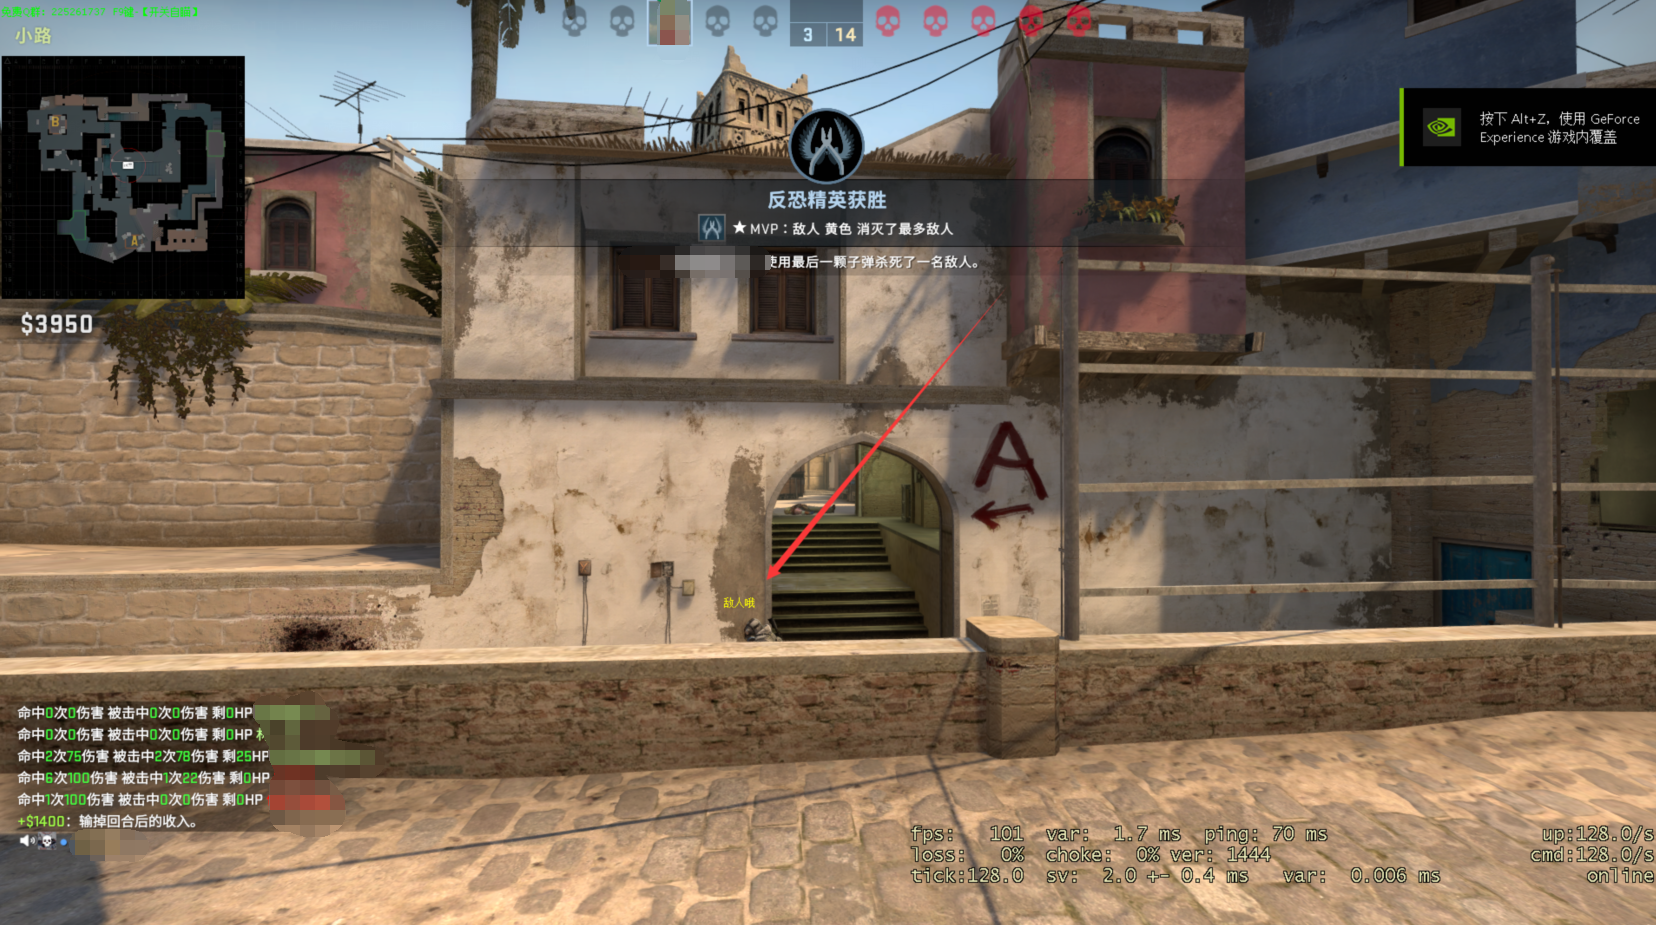 小路
3 14
按下 Alt+Z，使用 GeForce
Experience 游戏内覆盖
B
4
A
反恐精英获胜
★ MVP：敌人 黄色 消灭了最多敌人
使用最后一颗子弹杀死了一名敌人。
$3950
A
敌人哦
命中0次0伤害 被击中0次0伤害 剩0HP
命中0次0伤害 被击中0次0伤害 剩0HP
命中2次75伤害 被击中2次78伤害 剩25HP
命中6次100伤害 被击中1次22伤害 剩0HP
命中1次100伤害 被击中0次0伤害 剩0HP
+$1400：输掉回合后的收入。
fps: 101 var: 1.7 ms ping: 70 ms up:128.0/s
loss: 0% choke: 0% ver: 1444 cmd:128.0/s
tick:128.0 sv: 2.0 +- 0.4 ms var: 0.006 ms online